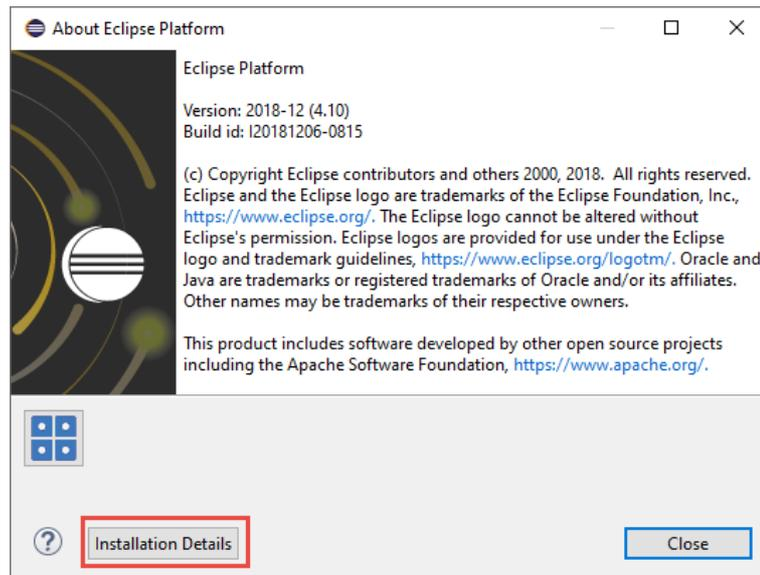 About Eclipse Platform
Eclipse Platform
Version: 2018-12 (4.10)
Build id: I20181206-0815
(c) Copyright Eclipse contributors and others 2000, 2018.  All rights reserved.
Eclipse and the Eclipse logo are trademarks of the Eclipse Foundation, Inc.,
https://www.eclipse.org/. The Eclipse logo cannot be altered without
Eclipse's permission. Eclipse logos are provided for use under the Eclipse
logo and trademark guidelines, https://www.eclipse.org/logotm/. Oracle and
Java are trademarks or registered trademarks of Oracle and/or its affiliates.
Other names may be trademarks of their respective owners.
This product includes software developed by other open source projects
including the Apache Software Foundation, https://www.apache.org/.
?
Installation Details
Close